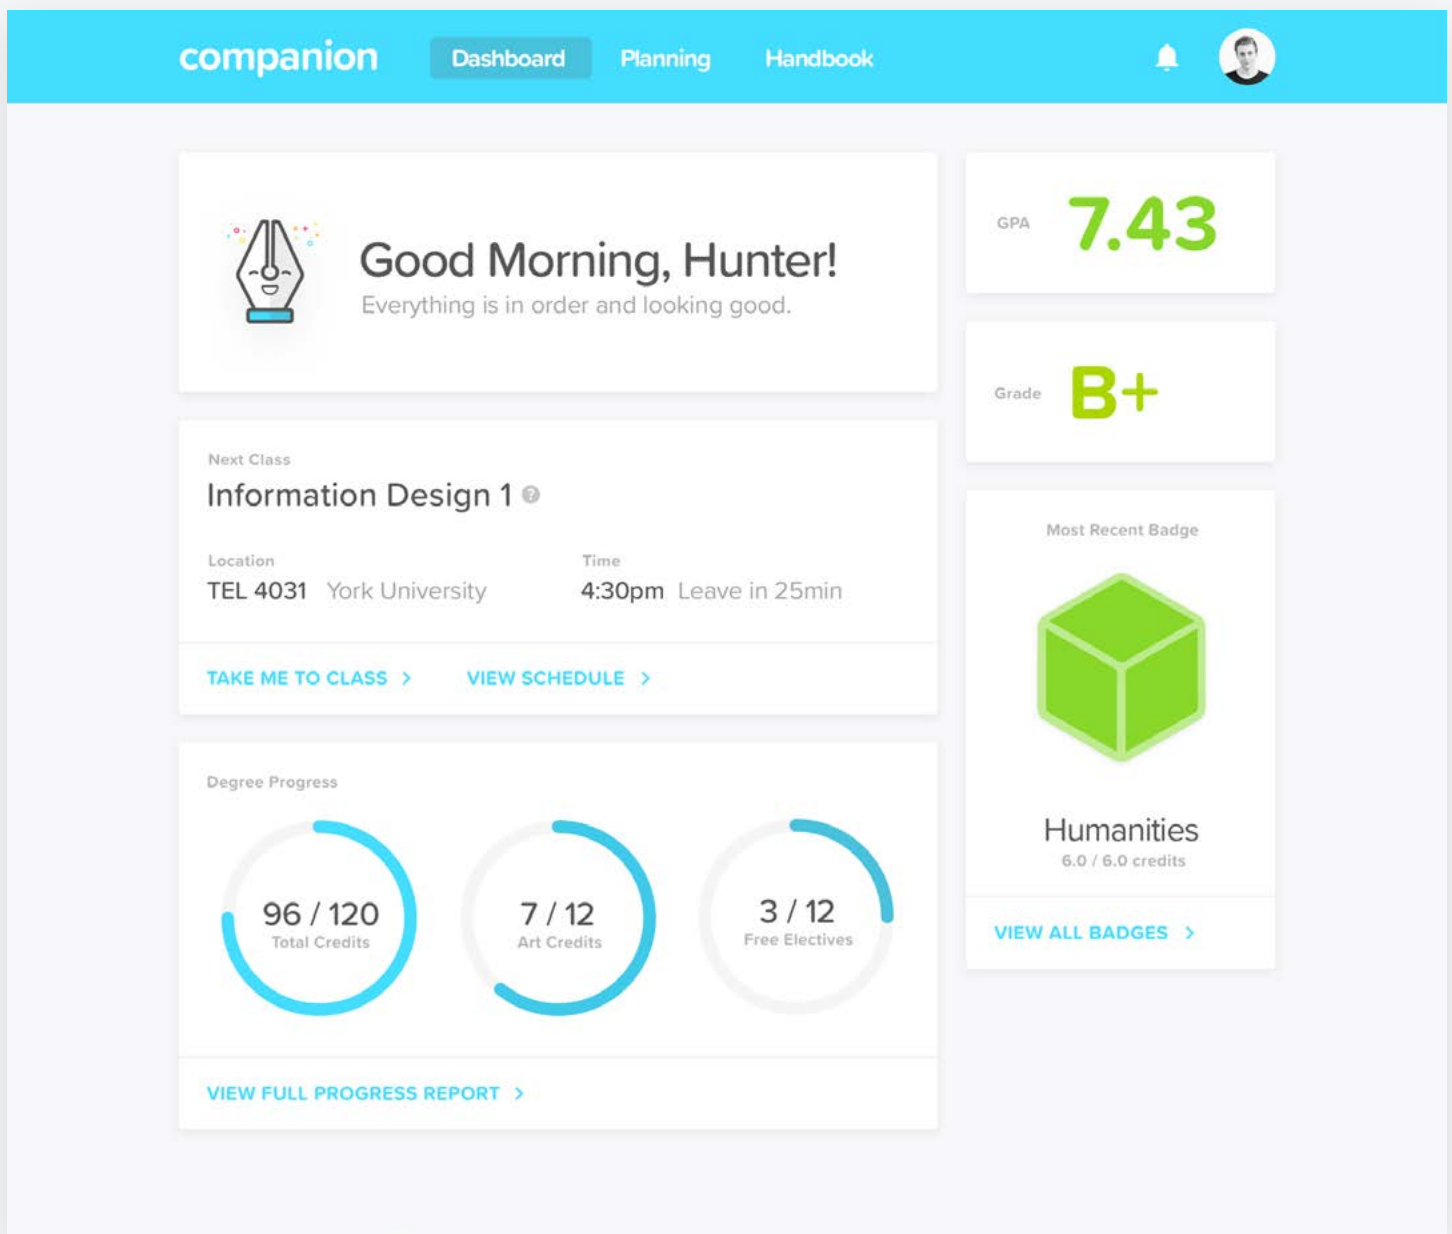 companion
Dashboard
Planning
Handbook
Good Morning, Hunter!
Everything is in order and looking good.
GPA
7.43
Grade
B+
Next Class
Information Design 1 ?
Location
TEL 4031 York University
Time
4:30pm Leave in 25min
TAKE ME TO CLASS >
VIEW SCHEDULE >
Most Recent Badge
Humanities
6.0 / 6.0 credits
VIEW ALL BADGES >
Degree Progress
96 / 120
Total Credits
7 / 12
Art Credits
3 / 12
Free Electives
VIEW FULL PROGRESS REPORT >